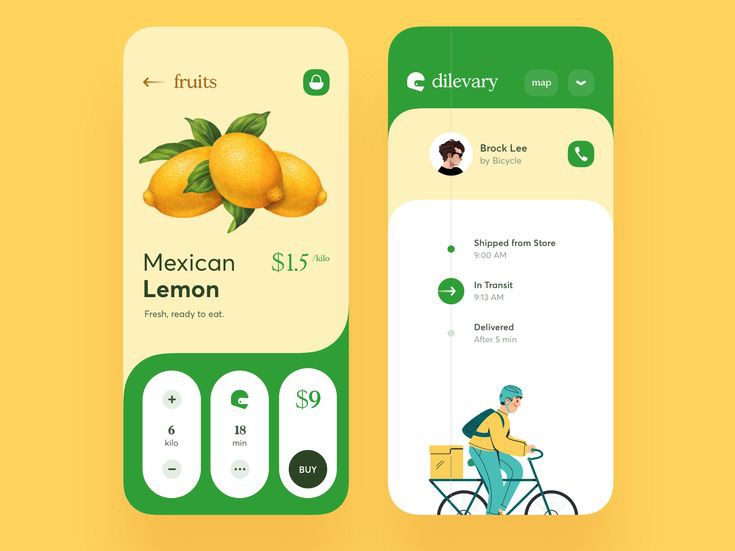 fruits
Mexican
Lemon
$1.5 /kilo
Fresh, ready to eat.
6
kilo
18
min
$9
BUY
dilevary
map
Brock Lee
by Bicycle
Shipped from Store
9:00 AM
In Transit
9:13 AM
Delivered
After 5 min